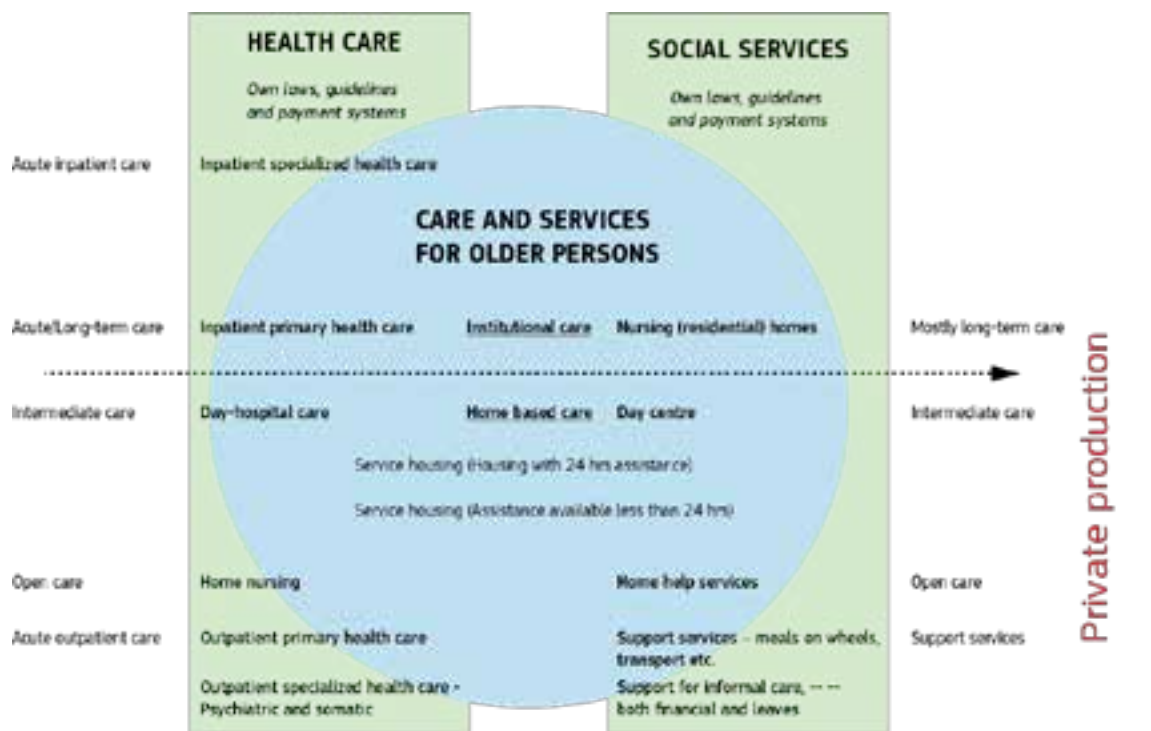 HEALTH CARE
Own laws, guidelines
and payment systems
SOCIAL SERVICES
Own laws, guidelines
and payment systems
Acute inpatient care
Inpatient specialized health care
CARE AND SERVICES
FOR OLDER PERSONS
Acute/Long-term care
Inpatient primary health care
Institutional care
Nursing (residential) homes
Mostly long-term care
Intermediate care
Day-hospital care
Home based care
Day centre
Intermediate care
Service housing (Housing with 24 hrs assistance)
Service housing (Assistance available less than 24 hrs)
Open care
Home nursing
Home help services
Open care
Acute outpatient care
Outpatient primary health care
Support services – meals on wheels,
transport etc.
Support services
Outpatient specialized health care -
Psychiatric and somatic
Support for informal care, -- --
both financial and leaves
Private production